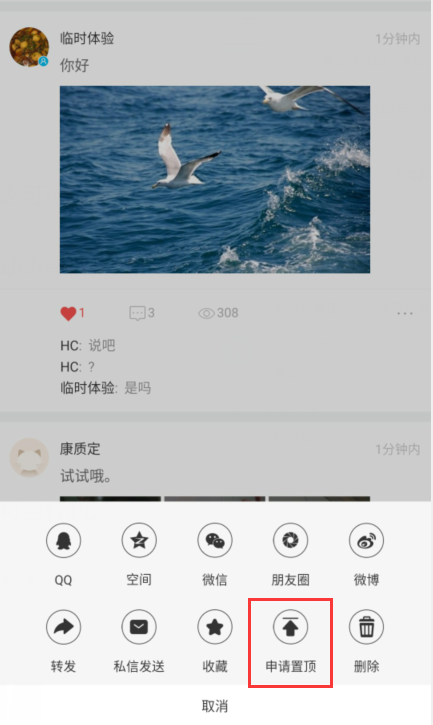 临时体验 1分钟内
你好
1 3 308 ···
HC: 说吧
HC: ?
临时体验: 是吗
康质定 1分钟内
试试哦。
QQ 空间 微信 朋友圈 微博
转发 私信发送 收藏 申请置顶 删除
取消